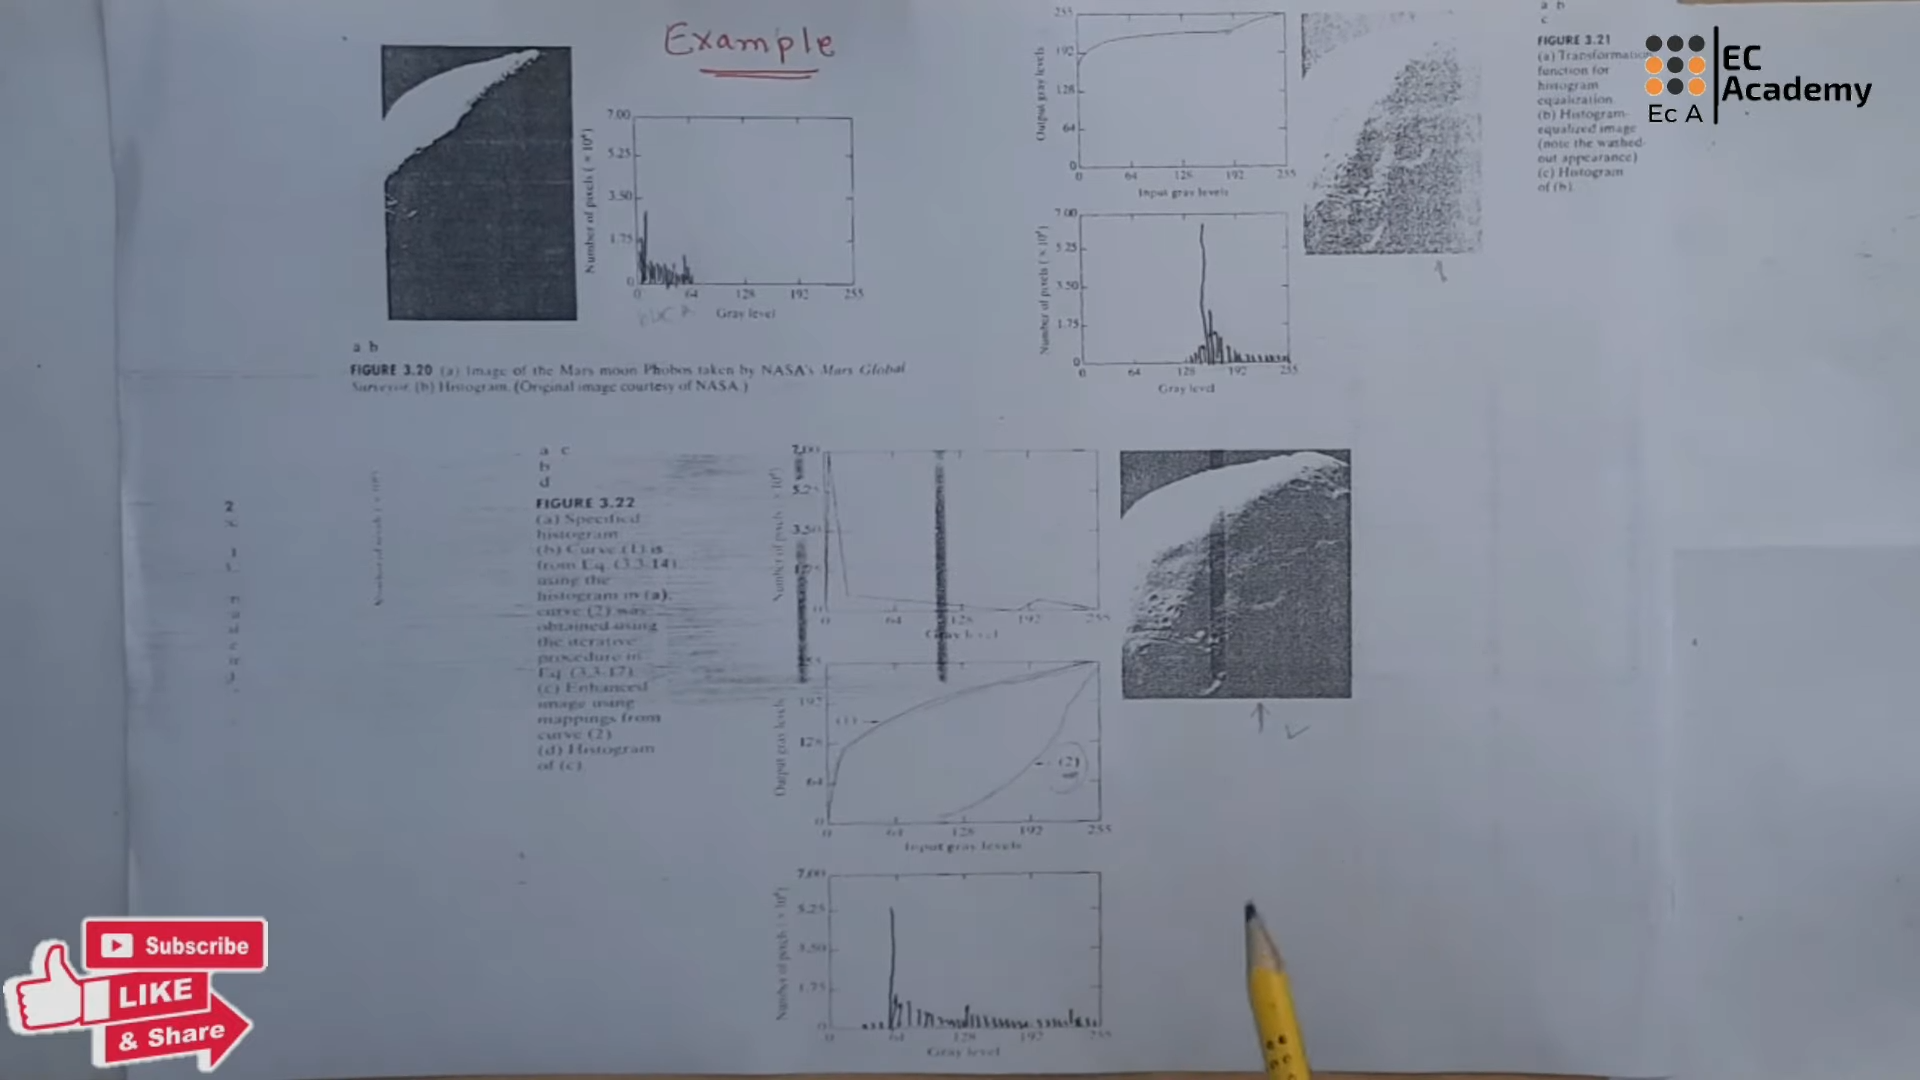 Example
7.00
5.25
3.50
1.75
0
Number of pixels ( × 10⁴)
0 64 128 192 255
Gray level
a b
FIGURE 3.20 (a) Image of the Mars moon Phobos taken by NASA's Mars Global
Surveyor. (b) Histogram. (Original image courtesy of NASA.)
255
192
128
64
0
Output gray levels
0 64 128 192 255
Input gray levels
7.00
5.25
3.50
1.75
0
Number of pixels ( × 10⁴)
0 64 128 192 255
Gray level
a b
c
FIGURE 3.21
(a) Transformation
function for
histogram
equalization.
(b) Histogram-
equalized image
(note the washed-
out appearance)
(c) Histogram
of (b).
EC
Academy
Ec A
a c
b
d
FIGURE 3.22
(a) Specified
histogram
(b) Curve (1) is
from Eq. (3.3-14),
using the
histogram in (a);
curve (2) was
obtained using
the iterative
procedure in
Eq. (3.3-17).
(c) Enhanced
image using
mappings from
curve (2).
(d) Histogram
of (c).
7.00
5.25
3.50
0
Number of pixels ( × 10⁴)
0 64 128 192 255
Gray level
192
128
64
0
Output gray levels
(1)
(2)
0 64 128 192 255
Input gray levels
7.00
5.25
3.50
1.75
0
Number of pixels ( × 10⁴)
0 64 128 192 255
Gray level
2
Subscribe
LIKE
& Share